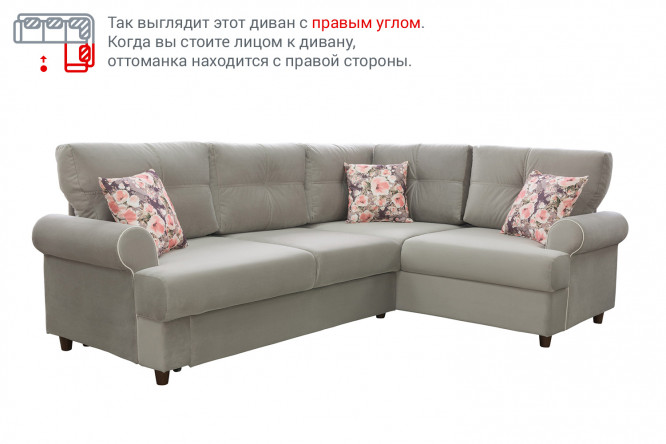 Так выглядит этот диван с правым углом.
Когда вы стоите лицом к дивану,
оттоманка находится с правой стороны.